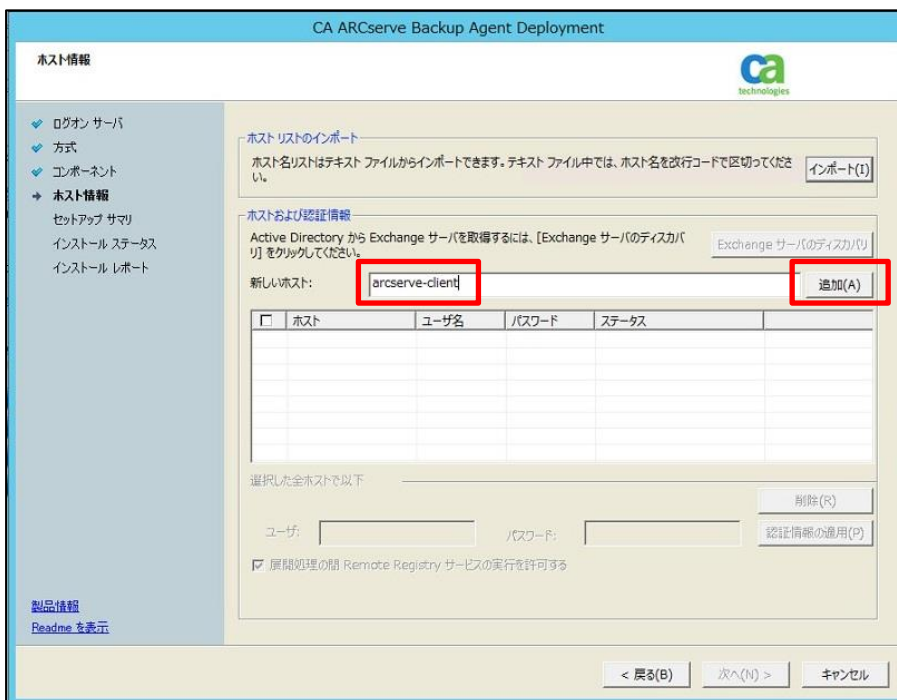 CA ARCserve Backup Agent Deployment
ホスト情報
ca
technologies
ログオン サーバ
方式
コンポーネント
ホスト情報
セットアップ サマリ
インストール ステータス
インストール レポート
製品情報
Readme を表示
ホスト リストのインポート
ホスト名リストはテキスト ファイルからインポートできます。テキスト ファイル中では、ホスト名を改行コードで区切ってくださ
い。
インポート(I)
ホストおよび認証情報
Active Directory から Exchange サーバを取得するには、[Exchange サーバのディスカバ
リ] をクリックしてください。
Exchange サーバのディスカバリ
新しいホスト:
arcserve-client
追加(A)
ホスト ユーザ名 パスワード ステータス
選択した全ホストで以下
削除(R)
ユーザ:
パスワード:
認証情報の適用(P)
展開処理の間 Remote Registry サービスの実行を許可する
< 戻る(B)
次へ(N) >
キャンセル